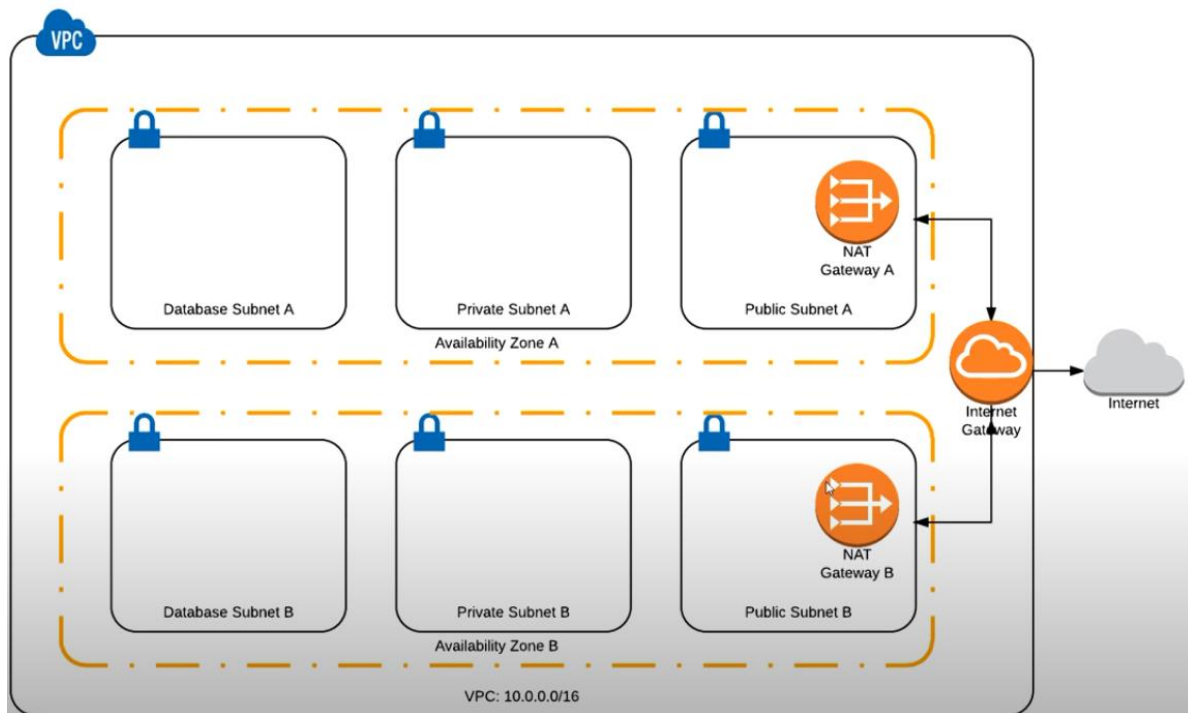 VPC
NAT
Gateway A
Database Subnet A
Private Subnet A
Public Subnet A
Availability Zone A
Internet
Gateway
Internet
NAT
Gateway B
Database Subnet B
Private Subnet B
Public Subnet B
Availability Zone B
VPC: 10.0.0.0/16